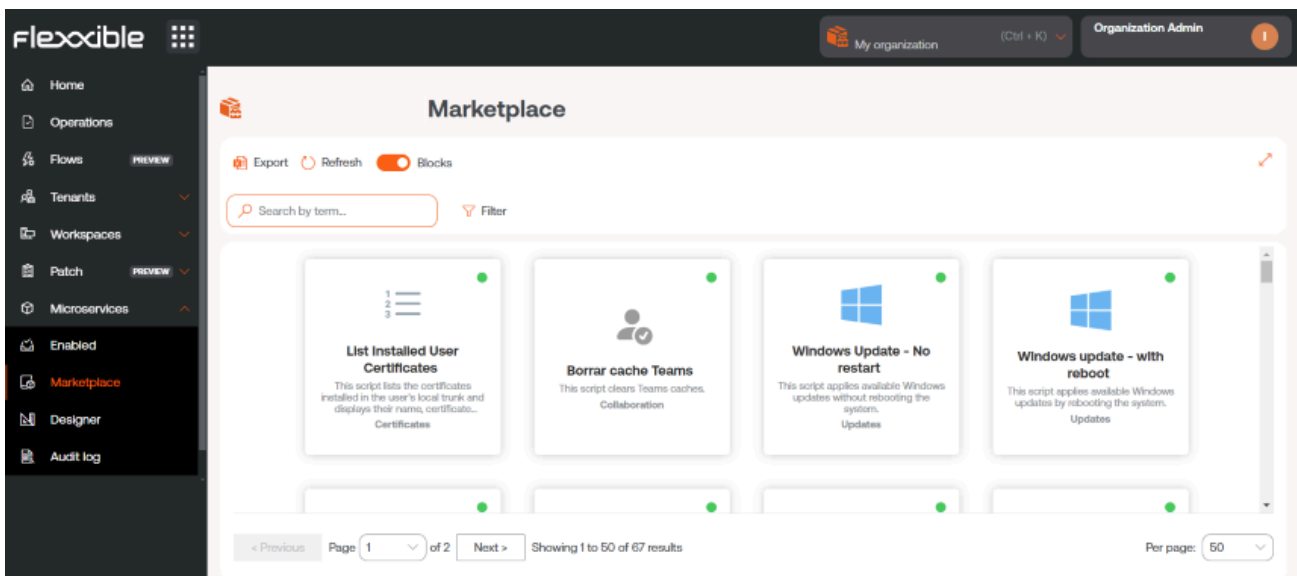 Flexxible
My organization
(Ctrl + K)
Organization Admin
I
Home
Operations
Flows PREVIEW
Tenants
Workspaces
Patch PREVIEW
Microservices
Enabled
Marketplace
Designer
Audit log
Marketplace
Export Refresh Blocks
Search by term... Filter
1
2
3
List Installed User
Certificates
This script lists the certificates
installed in the user's local trunk and
displays their name, certificate...
Certificates
Borrar cache Teams
This script clears Teams caches.
Collaboration
Windows Update - No
restart
This script applies available Windows
updates without rebooting the
system.
Updates
Windows update - with
reboot
This script applies available Windows
updates by rebooting the system.
Updates
< Previous Page 1 of 2 Next > Showing 1 to 50 of 67 results
Per page: 50